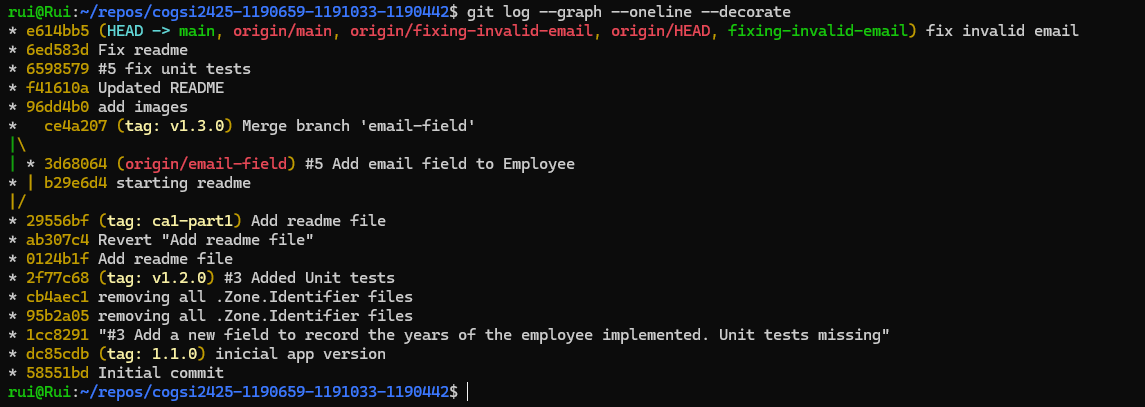 rui@Rui:~/repos/cogsi2425-1190659-1191033-1190442$ git log --graph --oneline --decorate
* e614bb5 (HEAD -> main, origin/main, origin/fixing-invalid-email, origin/HEAD, fixing-invalid-email) fix invalid email
* 6ed583d Fix readme
* 6598579 #5 fix unit tests
* f41610a Updated README
* 96dd4b0 add images
*   ce4a207 (tag: v1.3.0) Merge branch 'email-field'
|\
| * 3d68064 (origin/email-field) #5 Add email field to Employee
* | b29e6d4 starting readme
|/
* 29556bf (tag: ca1-part1) Add readme file
* ab307c4 Revert "Add readme file"
* 0124b1f Add readme file
* 2f77c68 (tag: v1.2.0) #3 Added Unit tests
* cb4aec1 removing all .Zone.Identifier files
* 95b2a05 removing all .Zone.Identifier files
* 1cc8291 "#3 Add a new field to record the years of the employee implemented. Unit tests missing"
* dc85cdb (tag: 1.1.0) inicial app version
* 58551bd Initial commit
rui@Rui:~/repos/cogsi2425-1190659-1191033-1190442$